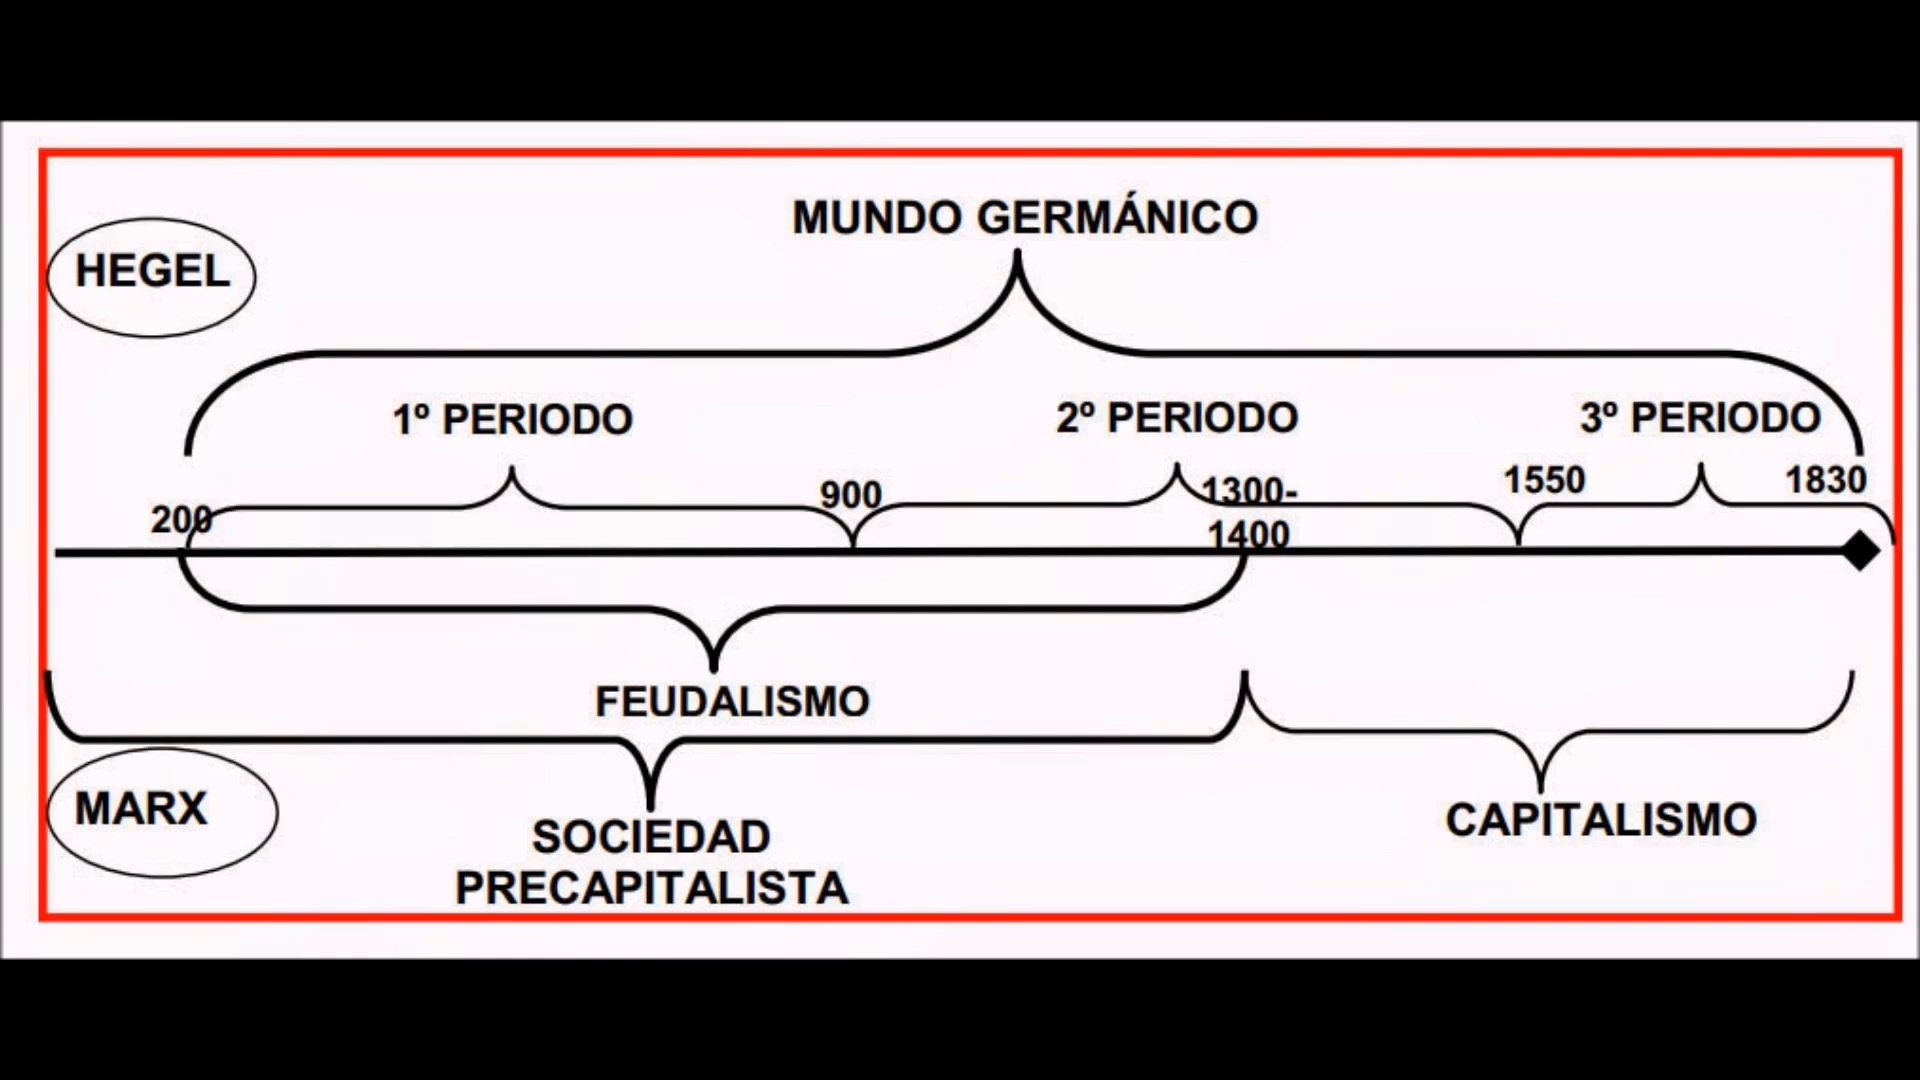 MUNDO GERMÁNICO
HEGEL
1º PERIODO
2º PERIODO
3º PERIODO
200
900
1300-
1400
1550
1830
FEUDALISMO
MARX
SOCIEDAD
PRECAPITALISTA
CAPITALISMO